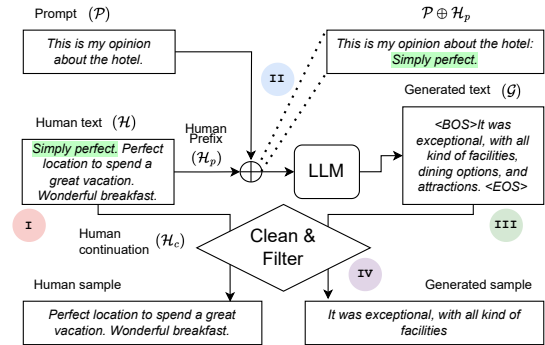 Prompt (𝒫)
This is my opinion
about the hotel.
𝒫 ⊕ ℋₚ
This is my opinion about the hotel:
Simply perfect.
II
Human text (ℋ)
Simply perfect. Perfect
location to spend a
great vacation.
Wonderful breakfast.
Human
Prefix
(ℋₚ)
LLM
Generated text (𝒢)
<BOS>It was
exceptional, with all
kind of facilities,
dining options, and
attractions. <EOS>
I
Human
continuation (ℋ_c)
Clean &
Filter
III
IV
Human sample
Perfect location to spend a great
vacation. Wonderful breakfast.
Generated sample
It was exceptional, with all kind of
facilities